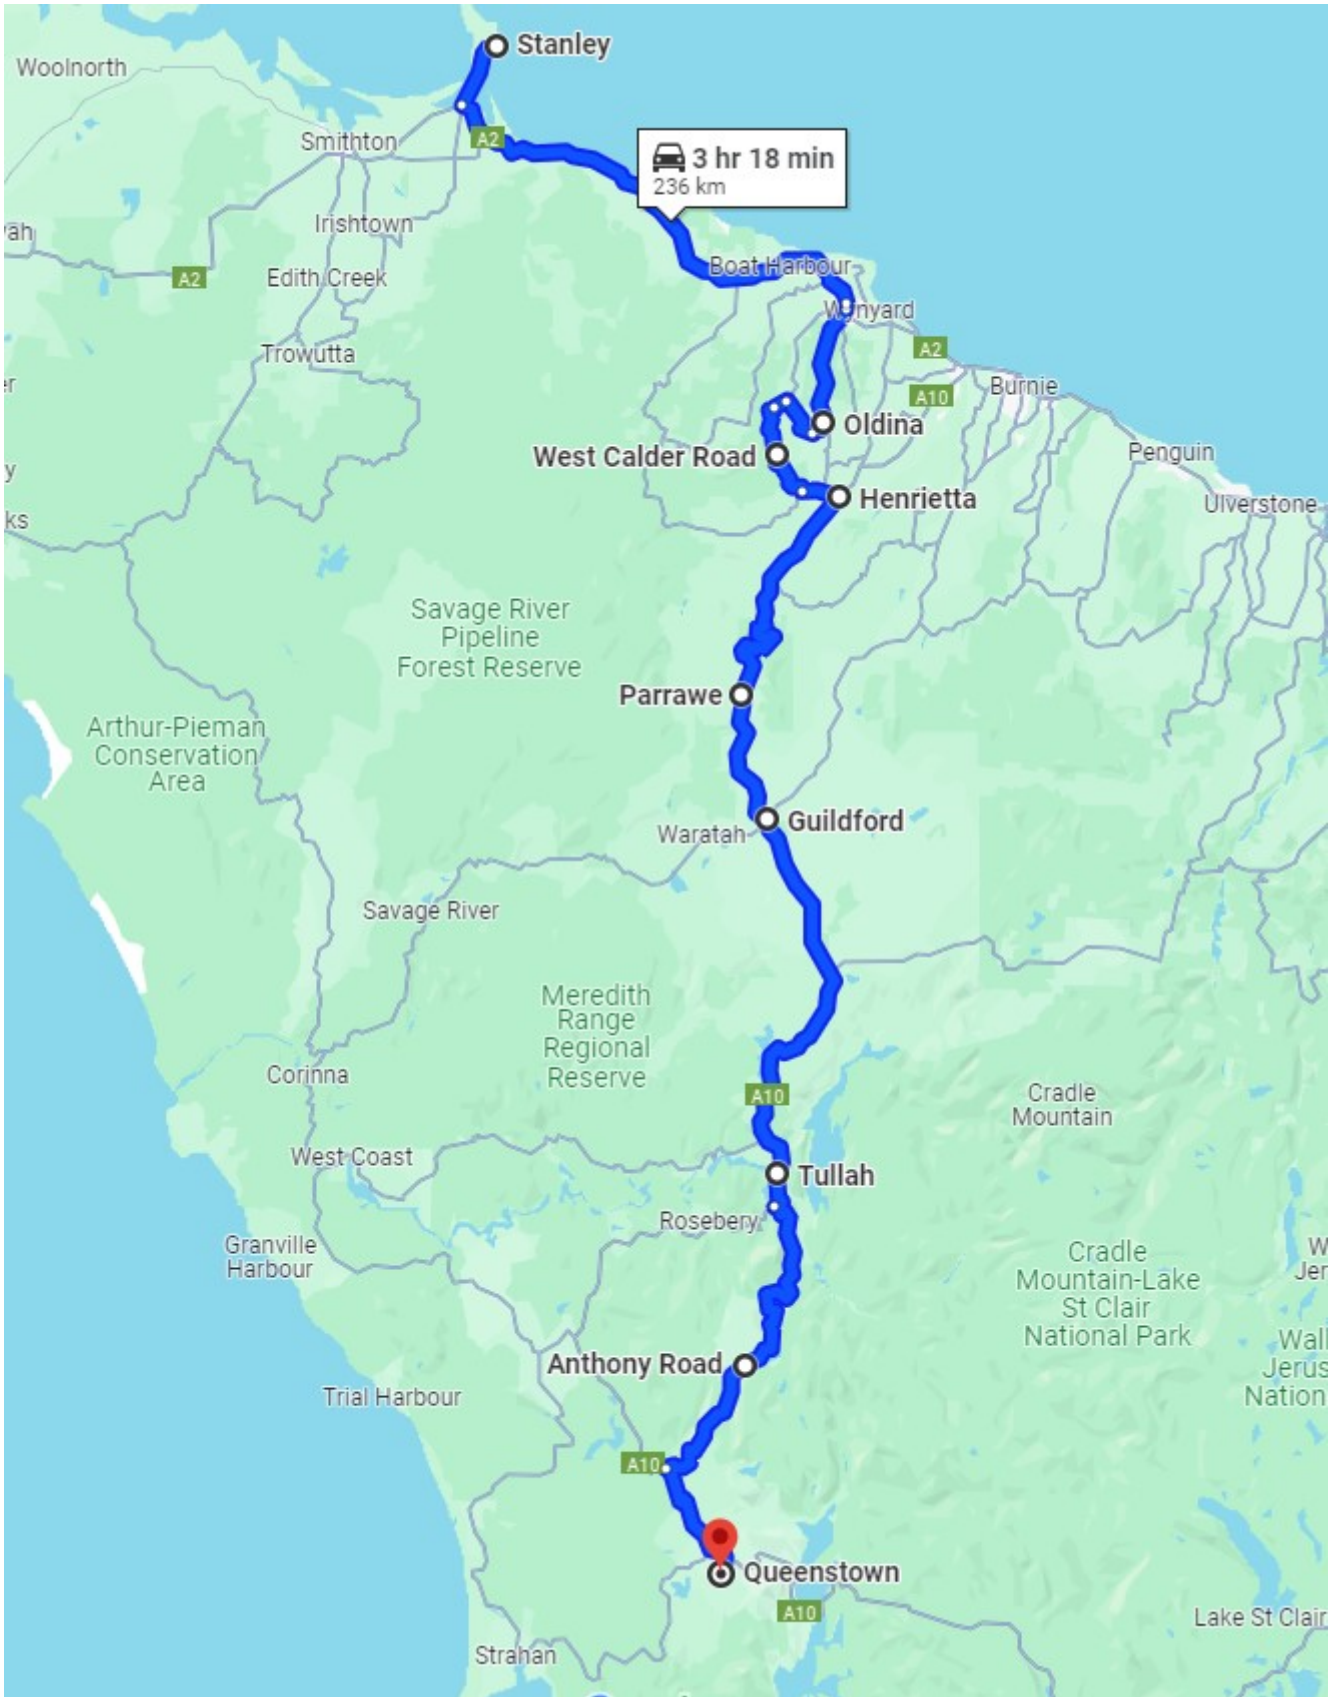 Stanley
Woolnorth
A2
Smithton
3 hr 18 min
236 km
Irishtown
Edith Creek
A2
Boat Harbour
Wynyard
Trowutta
A2
A10
Burnie
Oldina
West Calder Road
Penguin
Henrietta
Ulverstone
Savage River
Pipeline
Forest Reserve
Parrawe
Arthur-Pieman
Conservation
Area
Guildford
Waratah
Savage River
Meredith
Range
Regional
Reserve
Corinna
A10
Cradle
Mountain
West Coast
Tullah
Rosebery
Granville
Harbour
Cradle
Mountain-Lake
St Clair
National Park
Anthony Road
Trial Harbour
A10
Queenstown
A10
Lake St Clair
Strahan